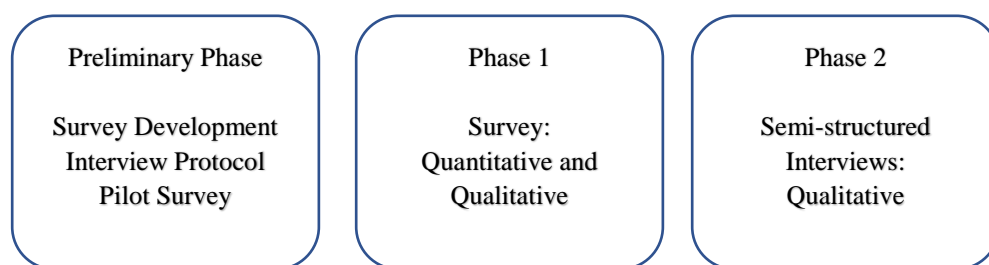 Preliminary Phase
Survey Development
Interview Protocol
Pilot Survey
Phase 1
Survey:
Quantitative and
Qualitative
Phase 2
Semi-structured
Interviews:
Qualitative